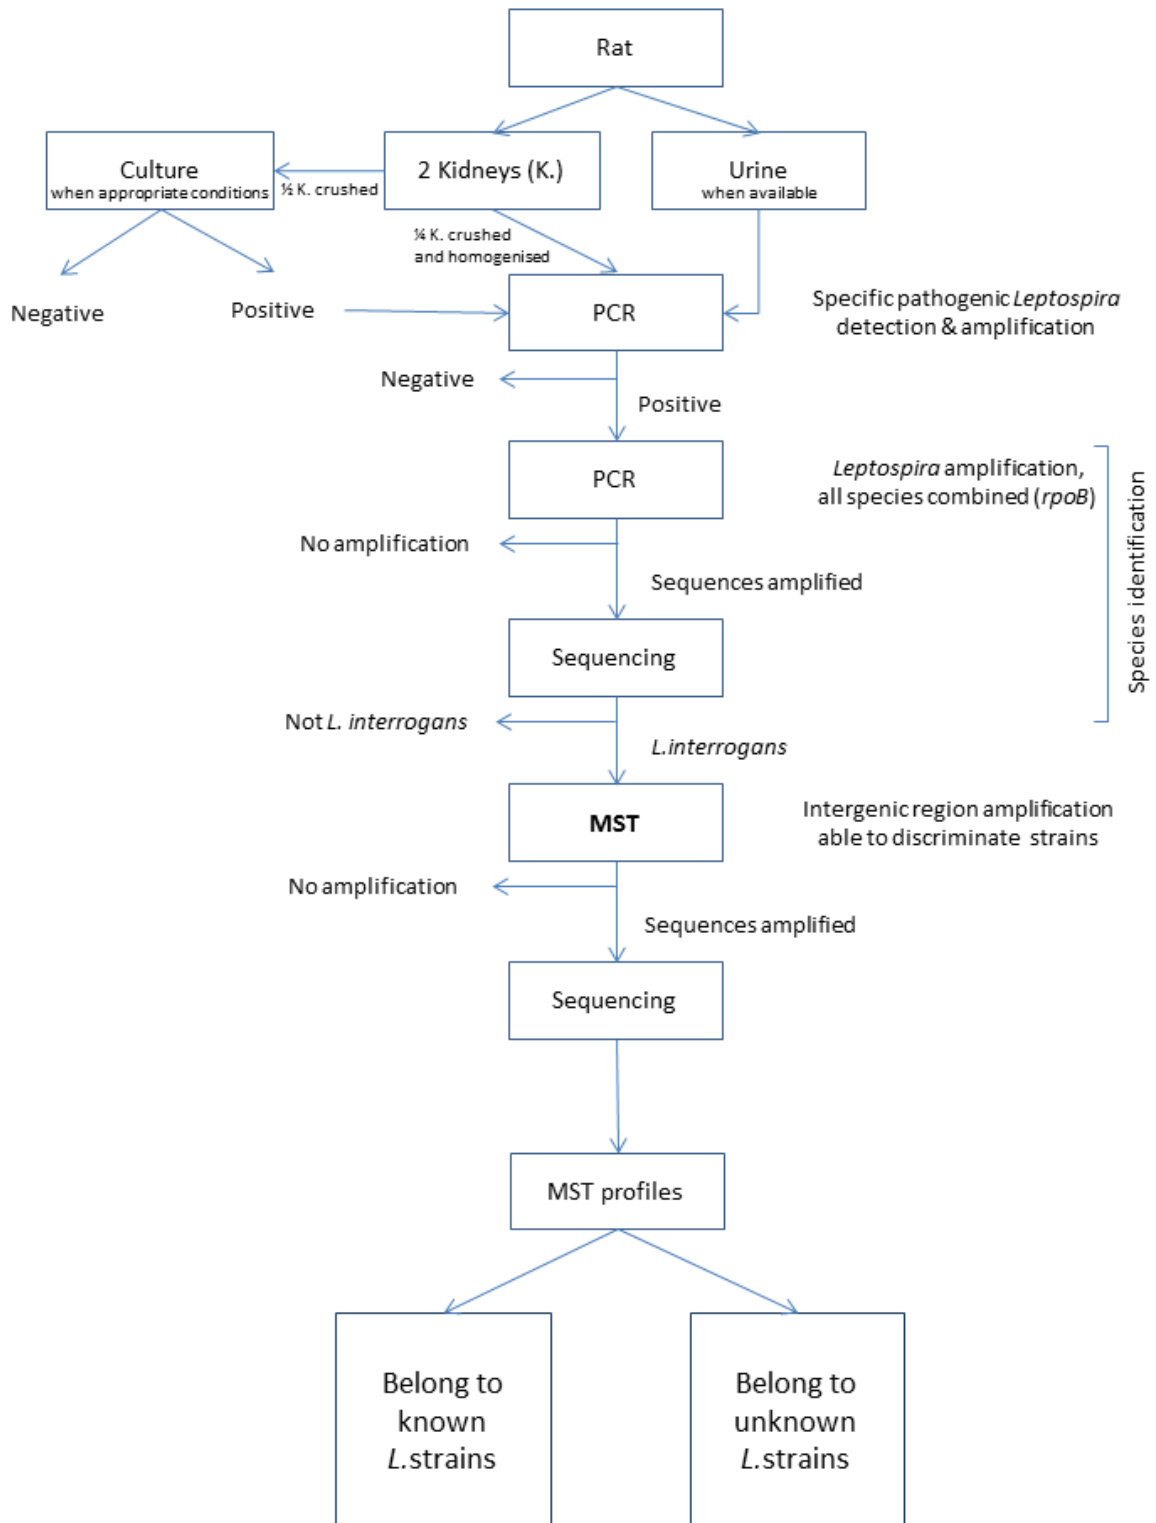 Rat
Culture
when appropriate conditions
½ K. crushed
2 Kidneys (K.)
Urine
when available
¼ K. crushed
and homogenised
Negative
Positive
PCR
Specific pathogenic Leptospira
detection & amplification
Negative
Positive
PCR
Leptospira amplification,
all species combined (rpoB)
No amplification
Sequences amplified
Species identification
Sequencing
Not L. interrogans
L.interrogans
MST
Intergenic region amplification
able to discriminate strains
No amplification
Sequences amplified
Sequencing
MST profiles
Belong to
known
L.strains
Belong to
unknown
L.strains